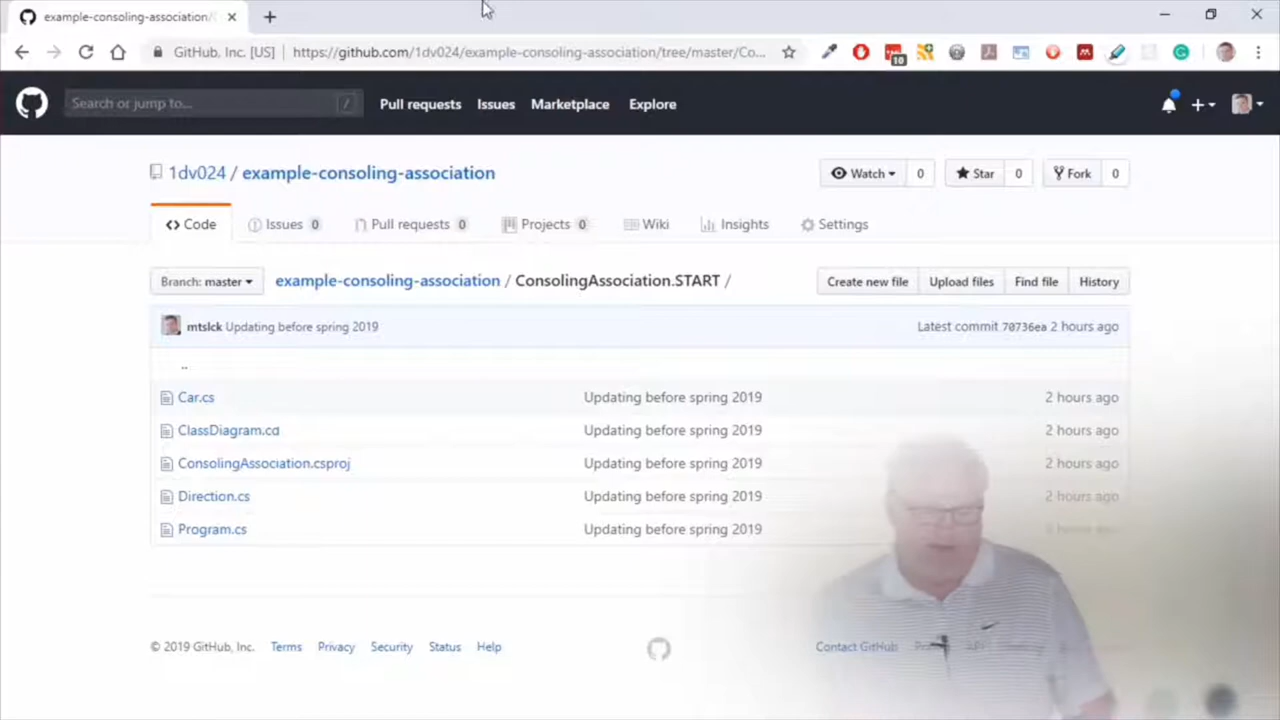 example-consoling-association/
GitHub, Inc. [US] | https://github.com/1dv024/example-consoling-association/tree/master/Co...
10
Search or jump to... /
Pull requests Issues Marketplace Explore
1dv024 / example-consoling-association
Watch 0 Star 0 Fork 0
Code Issues 0 Pull requests 0 Projects 0 Wiki Insights Settings
Branch: master example-consoling-association / ConsolingAssociation.START /
Create new file Upload files Find file History
mtslck Updating before spring 2019 Latest commit 70736ea 2 hours ago
..
Car.cs Updating before spring 2019 2 hours ago
ClassDiagram.cd Updating before spring 2019 2 hours ago
ConsolingAssociation.csproj Updating before spring 2019 2 hours ago
Direction.cs Updating before spring 2019 2 hours ago
Program.cs Updating before spring 2019 2 hours ago
© 2019 GitHub, Inc. Terms Privacy Security Status Help Contact GitHub